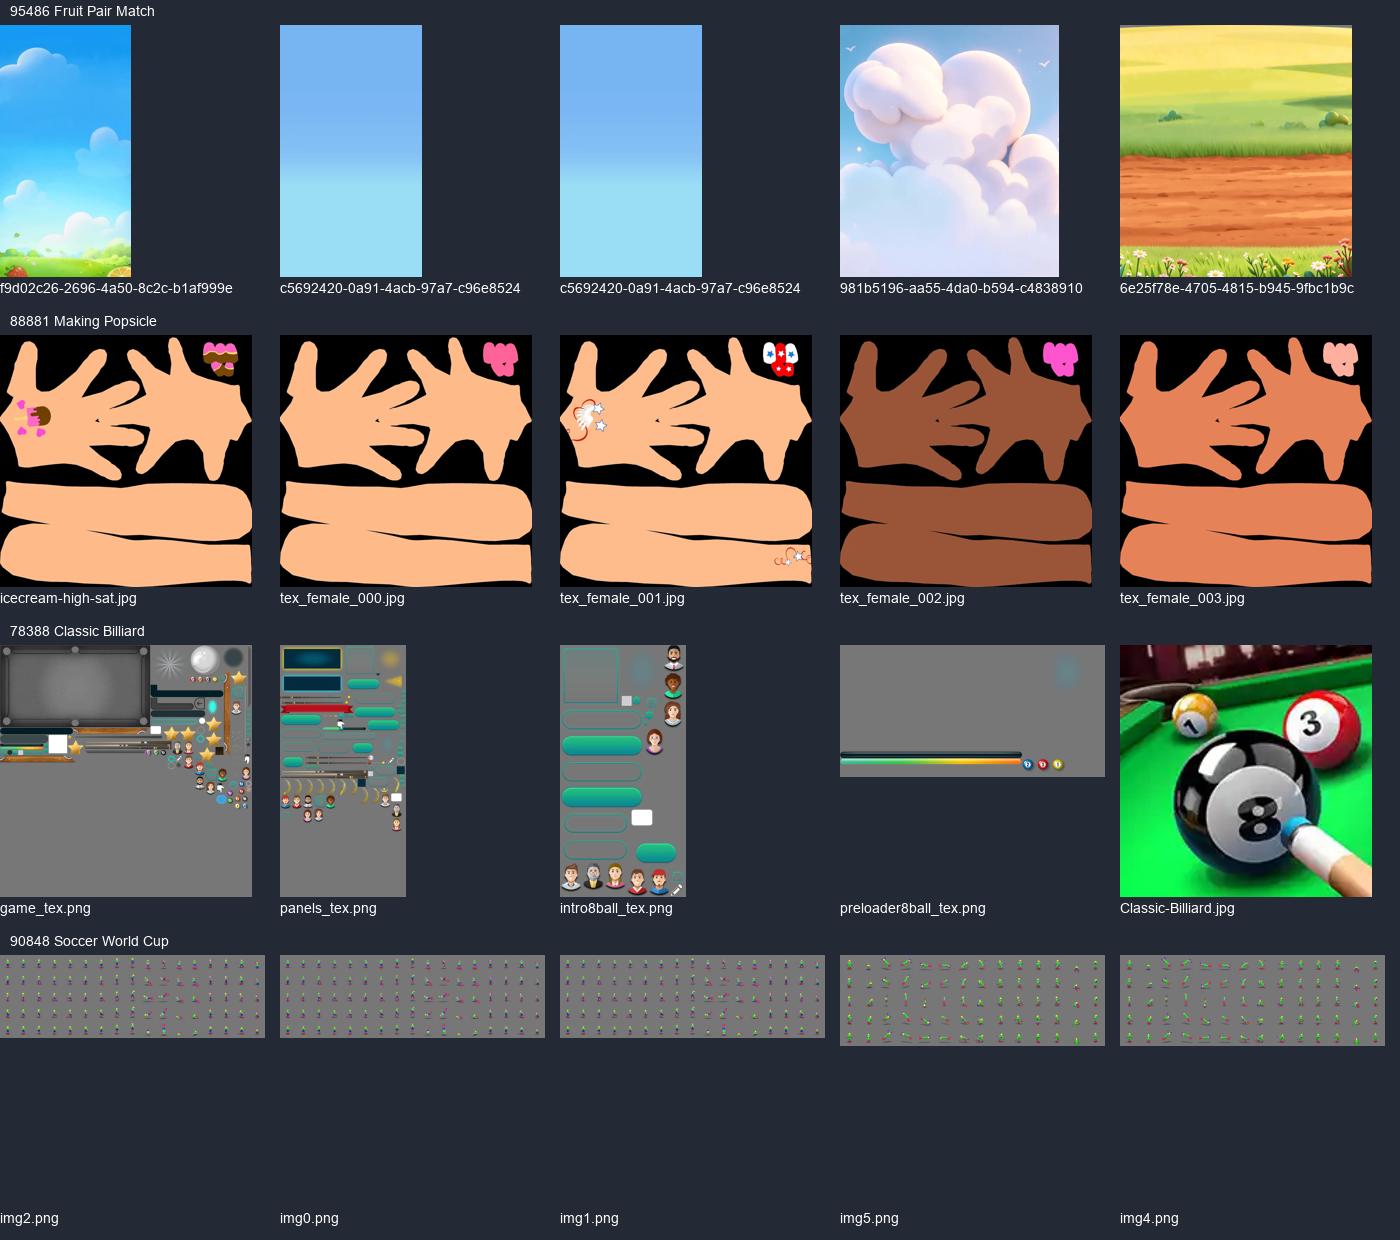 95486 Fruit Pair Match
f9d02c26-2696-4a50-8c2c-b1af999e
c5692420-0a91-4acb-97a7-c96e8524
c5692420-0a91-4acb-97a7-c96e8524
981b5196-aa55-4da0-b594-c4838910
6e25f78e-4705-4815-b945-9fbc1b9c
88881 Making Popsicle
icecream-high-sat.jpg
tex_female_000.jpg
tex_female_001.jpg
tex_female_002.jpg
tex_female_003.jpg
78388 Classic Billiard
1
3
8
game_tex.png
panels_tex.png
intro8ball_tex.png
preloader8ball_tex.png
Classic-Billiard.jpg
90848 Soccer World Cup
img2.png
img0.png
img1.png
img5.png
img4.png